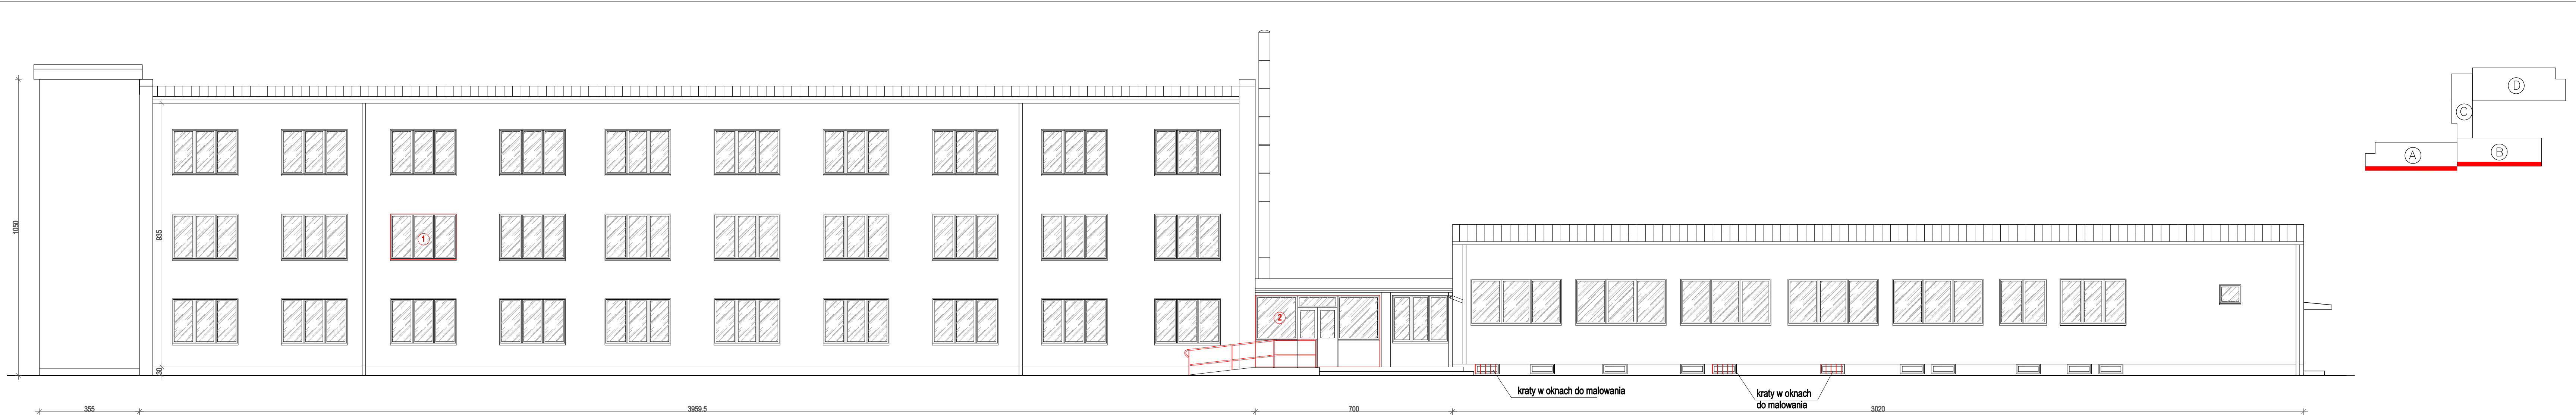 D
C
A
B
1050
935
1
2
30
kraty w oknach do malowania
kraty w oknach
do malowania
355
3959.5
700
3020